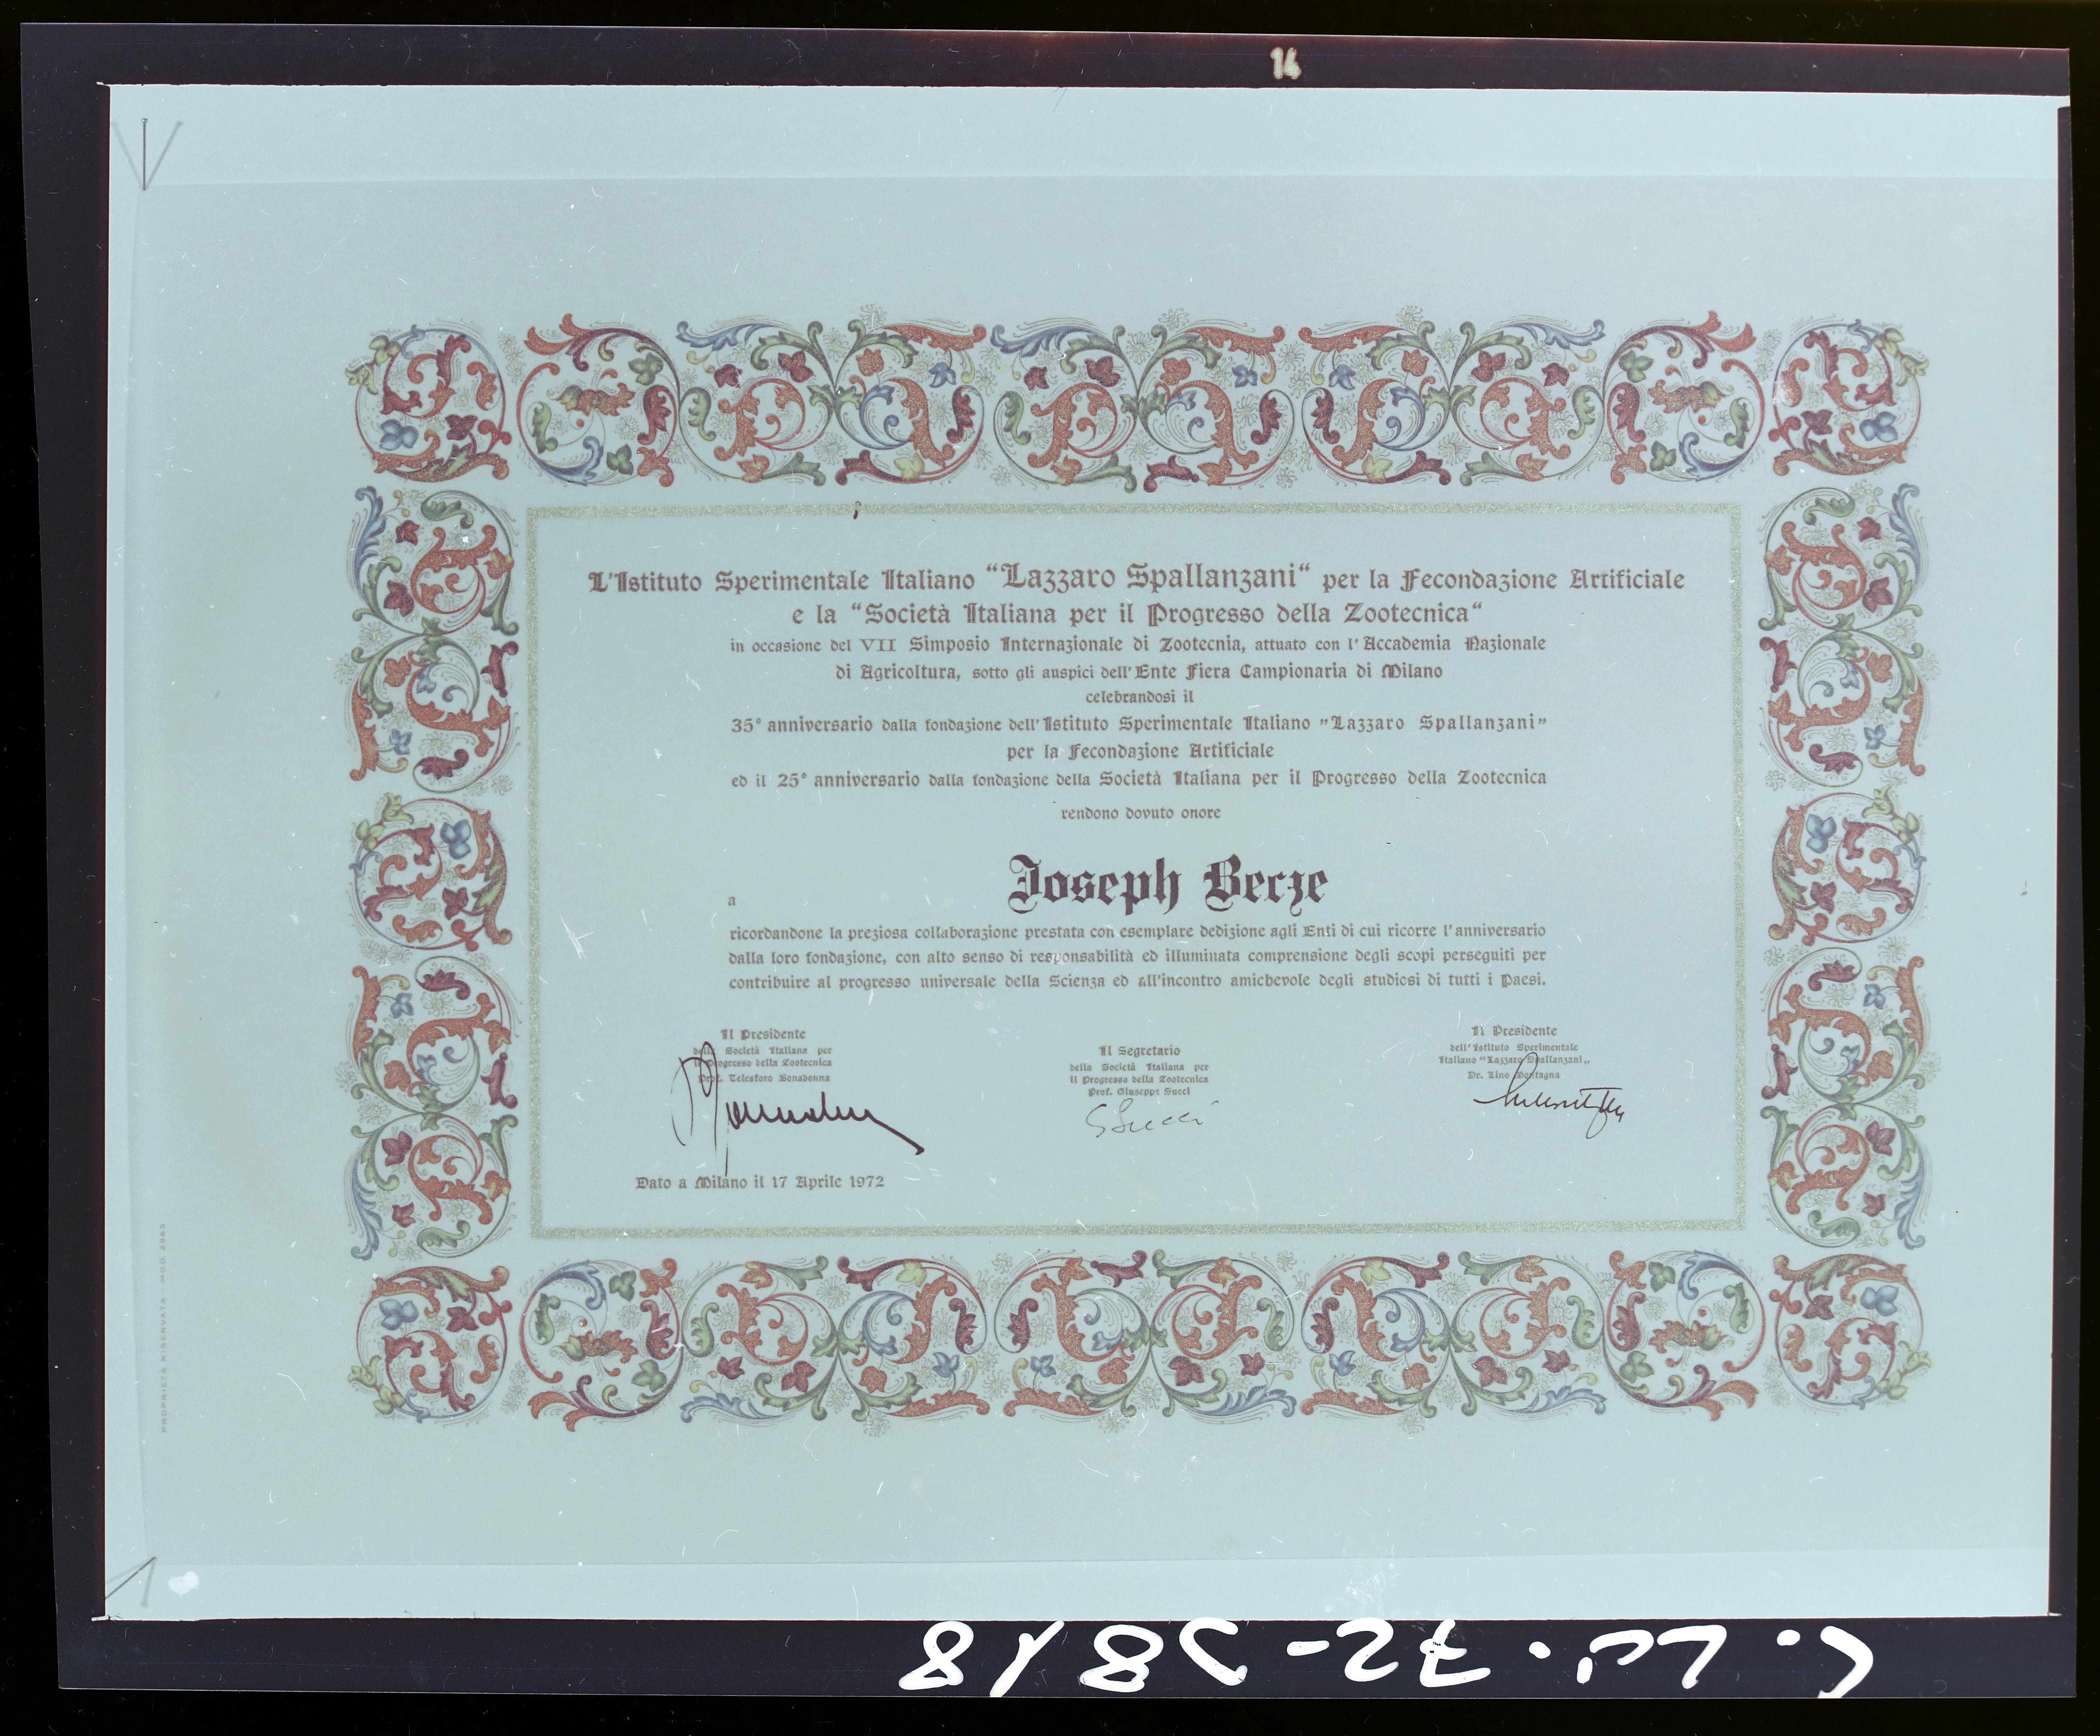 14
L'Istituto Sperimentale Italiano "Lazzaro Spallanzani" per la Fecondazione Artificiale
e la "Società Italiana per il Progresso della Zootecnica"
in occasione del VII Simposio Internazionale di Zootecnia, attuato con l'Accademia Nazionale
di Agricoltura, sotto gli auspici dell'Ente Fiera Campionaria di Milano
celebrandosi il
35° anniversario dalla fondazione dell'Istituto Sperimentale Italiano "Lazzaro Spallanzani"
per la Fecondazione Artificiale
ed il 25° anniversario dalla fondazione della Società Italiana per il Progresso della Zootecnica
rendono dovuto onore
a Joseph Berze
ricordandone la preziosa collaborazione prestata con esemplare dedizione agli Enti di cui ricorre l'anniversario
dalla loro fondazione, con alto senso di responsabilità ed illuminata comprensione degli scopi perseguiti per
contribuire al progresso universale della Scienza ed all'incontro amichevole degli studiosi di tutti i Paesi.
Il Presidente
della Società Italiana per
il Progresso della Zootecnica
Prof. Telesforo Bonadonna
Il Segretario
della Società Italiana per
il Progresso della Zootecnica
Prof. Giuseppe Succi
GSucci
Il Presidente
dell'Istituto Sperimentale
Italiano "Lazzaro Spallanzani"
Dr. Lino Montagna
Dato a Milano il 17 Aprile 1972
PROPRIETÀ RISERVATA MOD. 2083